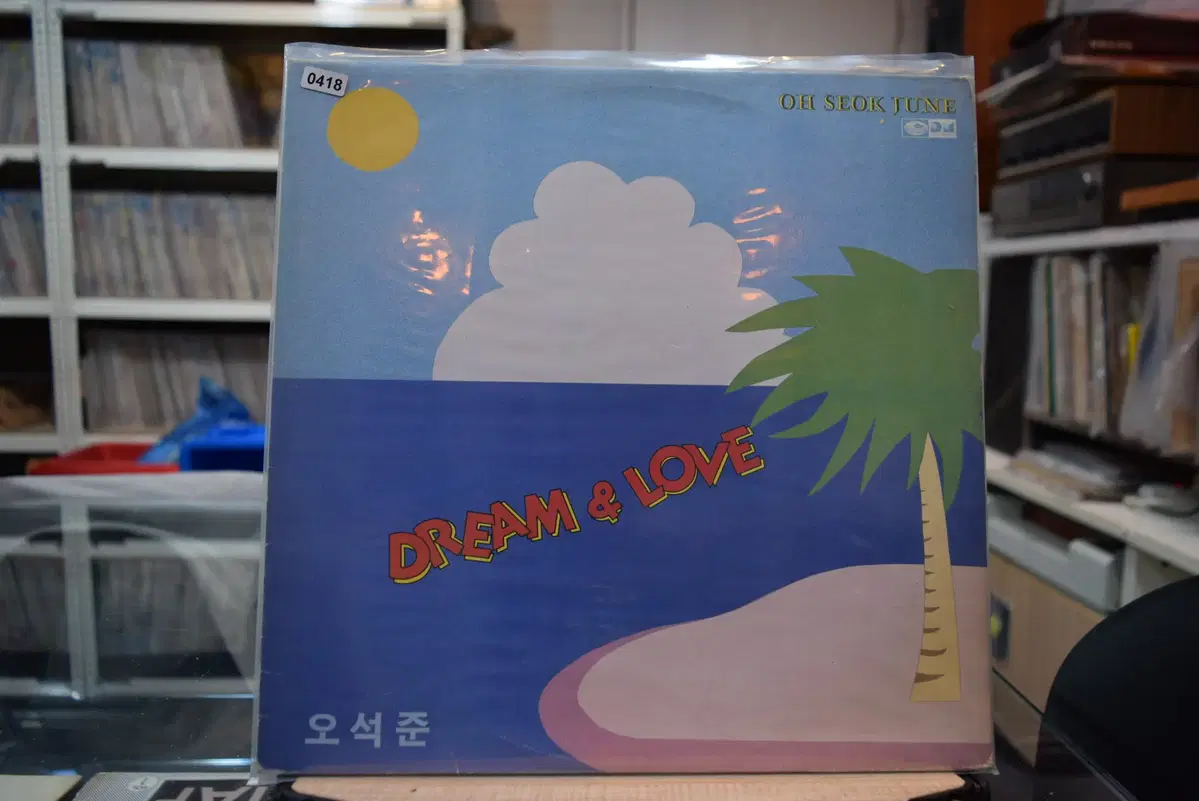 0418
OH SEOK JUNE
DREAM & LOVE
오석준